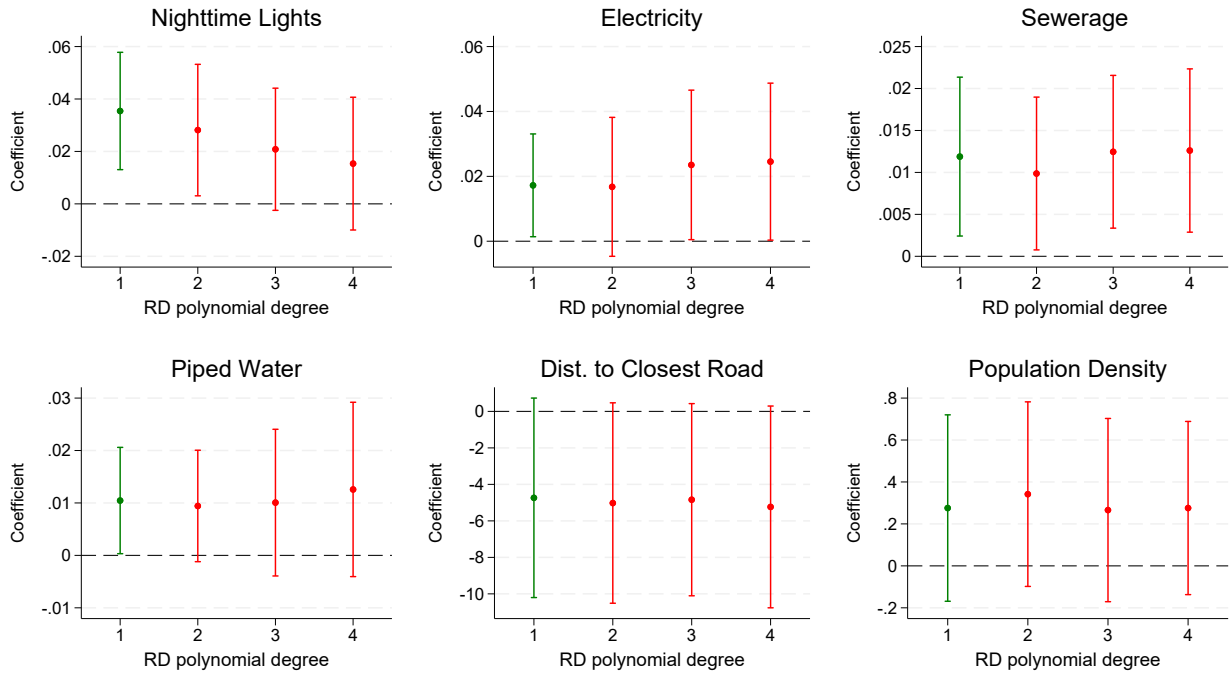 Nighttime Lights
Coefficient
.06
.04
.02
0
-.02
1 2 3 4
RD polynomial degree
Electricity
Coefficient
.06
.04
.02
0
1 2 3 4
RD polynomial degree
Sewerage
Coefficient
.025
.02
.015
.01
.005
0
1 2 3 4
RD polynomial degree
Piped Water
Coefficient
.03
.02
.01
0
-.01
1 2 3 4
RD polynomial degree
Dist. to Closest Road
Coefficient
0
-2
-4
-6
-8
-10
1 2 3 4
RD polynomial degree
Population Density
Coefficient
.8
.6
.4
.2
0
-.2
1 2 3 4
RD polynomial degree